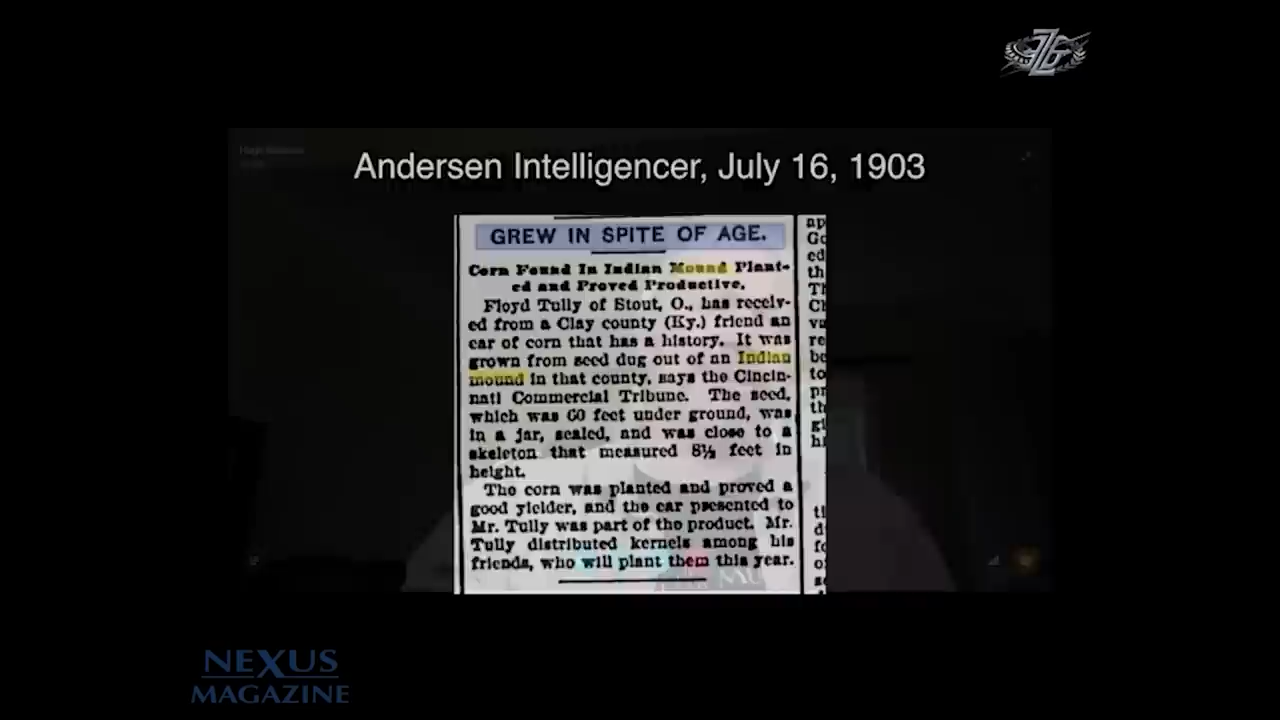 Andersen Intelligencer, July 16, 1903
GREW IN SPITE OF AGE.
Corn Found In Indian Mound Plant-
ed and Proved Productive.
Floyd Tully of Stout, O., has receiv-
ed from a Clay county (Ky.) friend an
ear of corn that has a history. It was
grown from seed dug out of an Indian
mound in that county, says the Cincin-
nati Commercial Tribune. The seed,
which was 60 feet under ground, was
in a jar, sealed, and was close to a
skeleton that measured 8½ feet in
height.
The corn was planted and proved a
good yielder, and the ear presented to
Mr. Tully was part of the product. Mr.
Tully distributed kernels among his
friends, who will plant them this year.
NEXUS
MAGAZINE